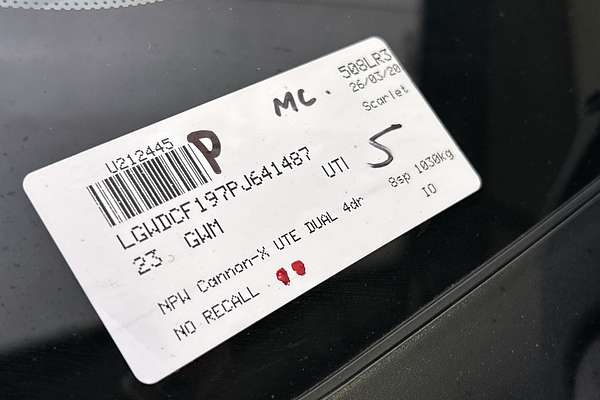 U212445 P MC. 508LR3
26/03/20
Scarlet
LGWDCF197PJ641487 UTI 5
23 GWM 8sp 1030kg
NPW Cannon-X UTE DUAL 4dr IO
NO RECALL